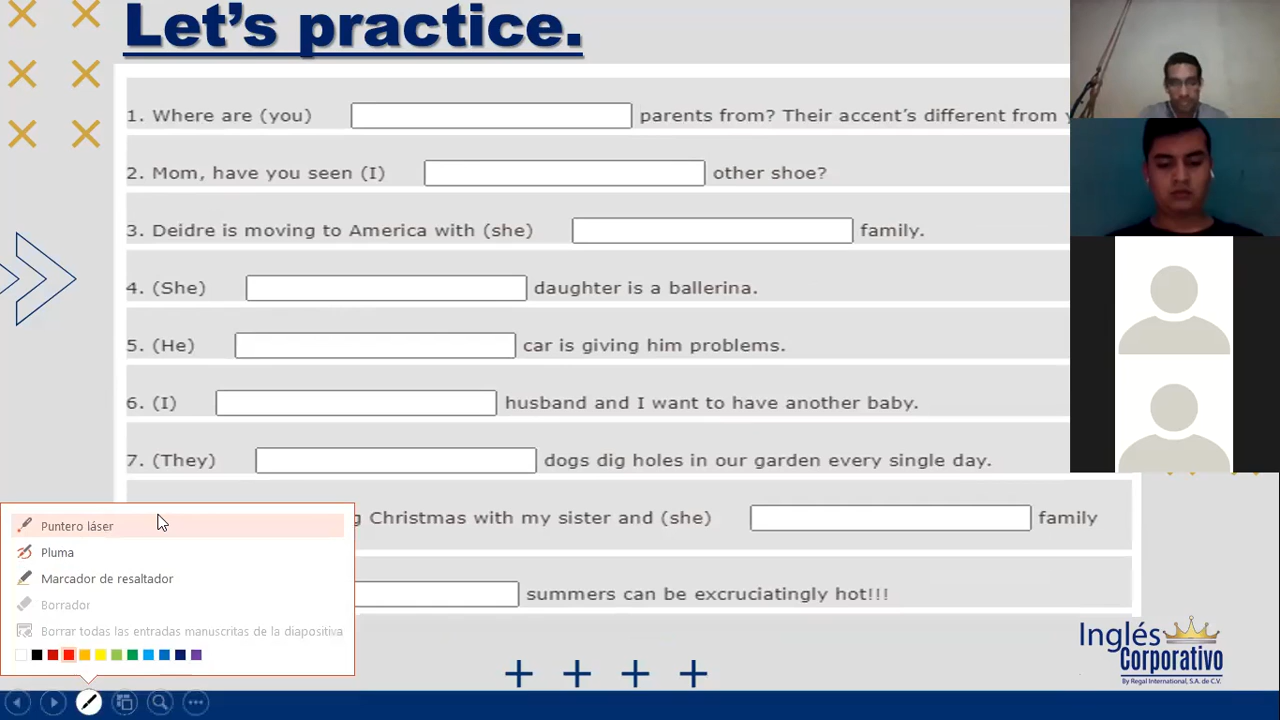 Let's practice.
1. Where are (you) parents from? Their accent's different from
2. Mom, have you seen (I) other shoe?
3. Deidre is moving to America with (she) family.
4. (She) daughter is a ballerina.
5. (He) car is giving him problems.
6. (I) husband and I want to have another baby.
7. (They) dogs dig holes in our garden every single day.
Christmas with my sister and (she) family
summers can be excruciatingly hot!!!
Puntero láser
Pluma
Marcador de resaltador
Borrador
Borrar todas las entradas manuscritas de la diapositiva
Inglés
Corporativo
By Regal International, S.A. de C.V.